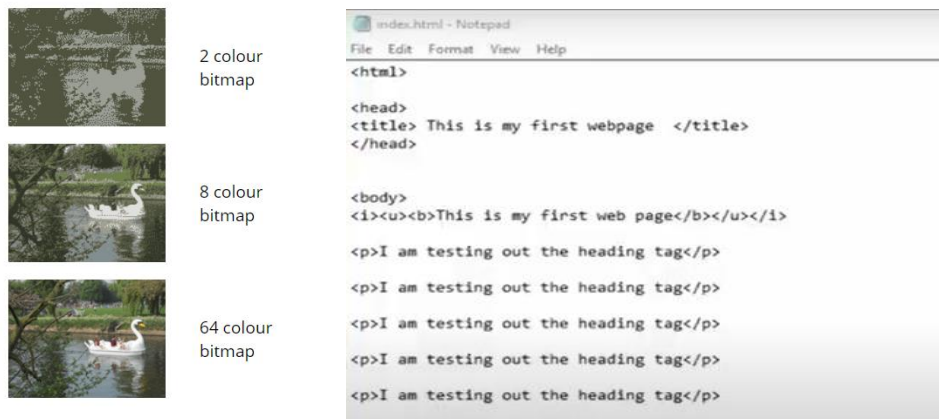 2 colour
bitmap
8 colour
bitmap
64 colour
bitmap
index.html - Notepad
File Edit Format View Help
<html>
<head>
<title> This is my first webpage  </title>
</head>
<body>
<i><u><b>This is my first web page</b></u></i>
<p>I am testing out the heading tag</p>
<p>I am testing out the heading tag</p>
<p>I am testing out the heading tag</p>
<p>I am testing out the heading tag</p>
<p>I am testing out the heading tag</p>